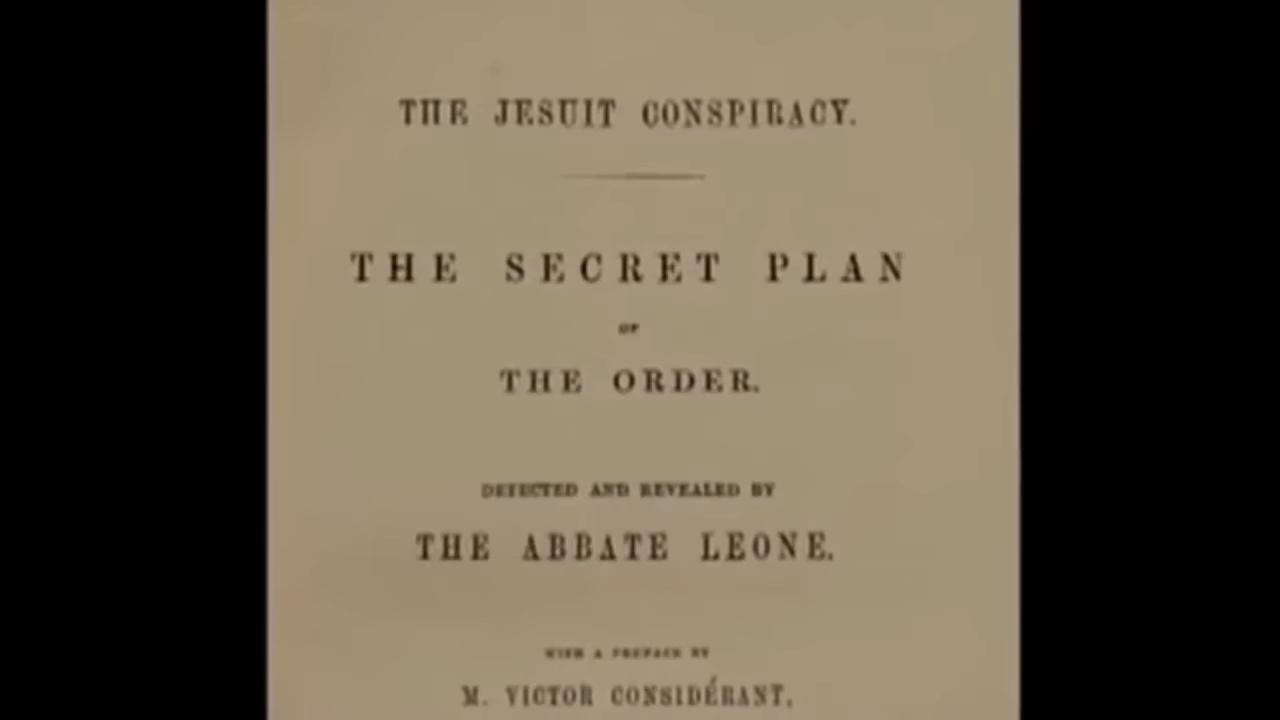 THE JESUIT CONSPIRACY.
THE SECRET PLAN
OF
THE ORDER.
DETECTED AND REVEALED BY
THE ABBATE LEONE.
WITH A PREFACE BY
M. VICTOR CONSIDÉRANT,